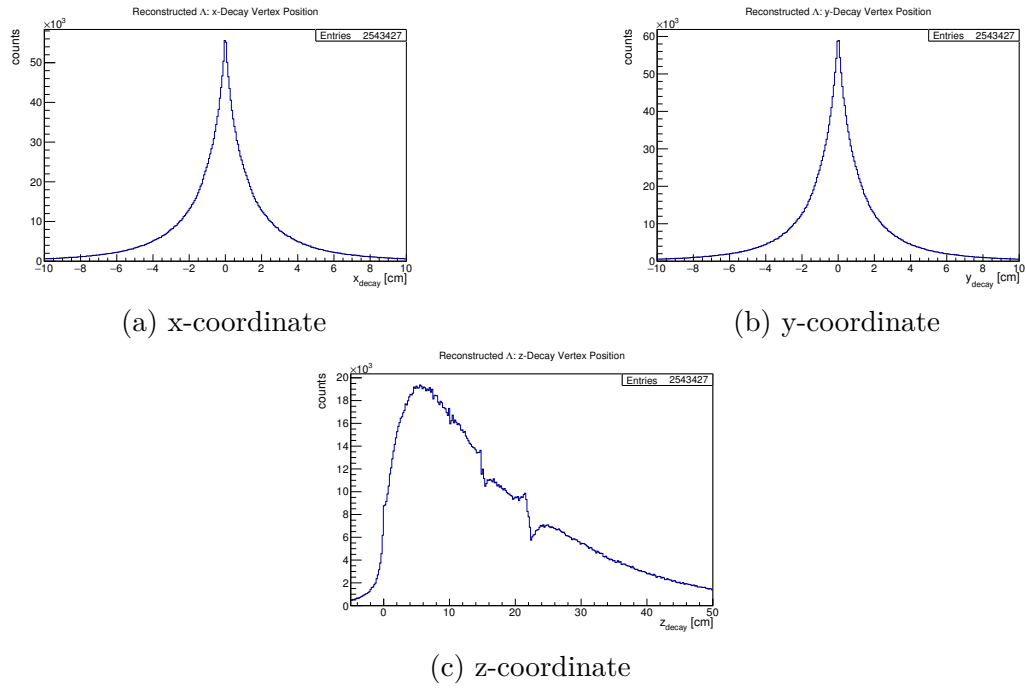 Reconstructed Λ: x-Decay Vertex Position
×10³
counts
Entries 2543427
50
40
30
20
10
0
−10 −8 −6 −4 −2 0 2 4 6 8 10
x_decay [cm]
(a) x-coordinate
Reconstructed Λ: y-Decay Vertex Position
×10³
counts
Entries 2543427
60
50
40
30
20
10
0
−10 −8 −6 −4 −2 0 2 4 6 8 10
y_decay [cm]
(b) y-coordinate
Reconstructed Λ: z-Decay Vertex Position
×10³
counts
Entries 2543427
20
18
16
14
12
10
8
6
4
2
0
0 10 20 30 40 50
z_decay [cm]
(c) z-coordinate